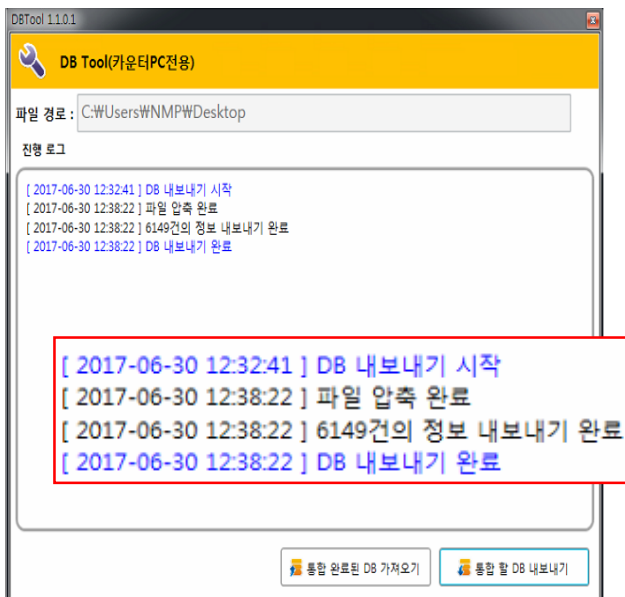 DBTool 1.1.0.1
DB Tool(카운터PC전용)
파일 경로 : C:₩Users₩NMP₩Desktop
진행 로그
[ 2017-06-30 12:32:41 ] DB 내보내기 시작
[ 2017-06-30 12:38:22 ] 파일 압축 완료
[ 2017-06-30 12:38:22 ] 6149건의 정보 내보내기 완료
[ 2017-06-30 12:38:22 ] DB 내보내기 완료
[ 2017-06-30 12:32:41 ] DB 내보내기 시작
[ 2017-06-30 12:38:22 ] 파일 압축 완료
[ 2017-06-30 12:38:22 ] 6149건의 정보 내보내기 완료
[ 2017-06-30 12:38:22 ] DB 내보내기 완료
통합 완료된 DB 가져오기 통합 할 DB 내보내기